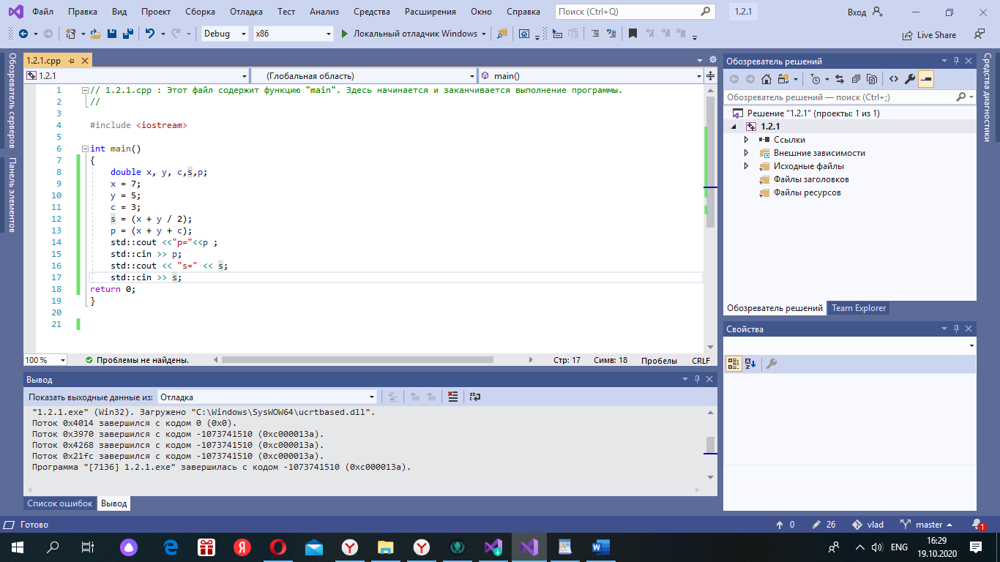 Файл Правка Вид Проект Сборка Отладка Тест Анализ Средства Расширения Окно Справка Поиск (Ctrl+Q) 1.2.1 Вход
Debug x86 Локальный отладчик Windows Live Share
Обозреватель серверов
Панель элементов
1.2.1.cpp
1.2.1 (Глобальная область) main()
1 // 1.2.1.cpp : Этот файл содержит функцию "main". Здесь начинается и заканчивается выполнение программы.
2 //
3
4 #include <iostream>
5
6 int main()
7 {
8 double x, y, c,s,p;
9 x = 7;
10 y = 5;
11 c = 3;
12 s = (x + y / 2);
13 p = (x + y + c);
14 std::cout <<"p="<<p ;
15 std::cin >> p;
16 std::cout << "s=" << s;
17 std::cin >> s;
18 return 0;
19 }
20
21
100 % Проблемы не найдены. Стр: 17 Симв: 18 Пробелы CRLF
Вывод
Показать выходные данные из: Отладка
"1.2.1.exe" (Win32). Загружено "C:\Windows\SysWOW64\ucrtbased.dll".
Поток 0x4014 завершился с кодом 0 (0x0).
Поток 0x3970 завершился с кодом -1073741510 (0xc000013a).
Поток 0x4268 завершился с кодом -1073741510 (0xc000013a).
Поток 0x21fc завершился с кодом -1073741510 (0xc000013a).
Программа "[7136] 1.2.1.exe" завершилась с кодом -1073741510 (0xc000013a).
Список ошибок Вывод
Обозреватель решений
Обозреватель решений — поиск (Ctrl+;)
Решение "1.2.1" (проекты: 1 из 1)
1.2.1
Ссылки
Внешние зависимости
Исходные файлы
Файлы заголовков
Файлы ресурсов
Обозреватель решений Team Explorer
Свойства
Средства диагностики
Готово 0 26 vlad master 1
ENG 16:29
19.10.2020